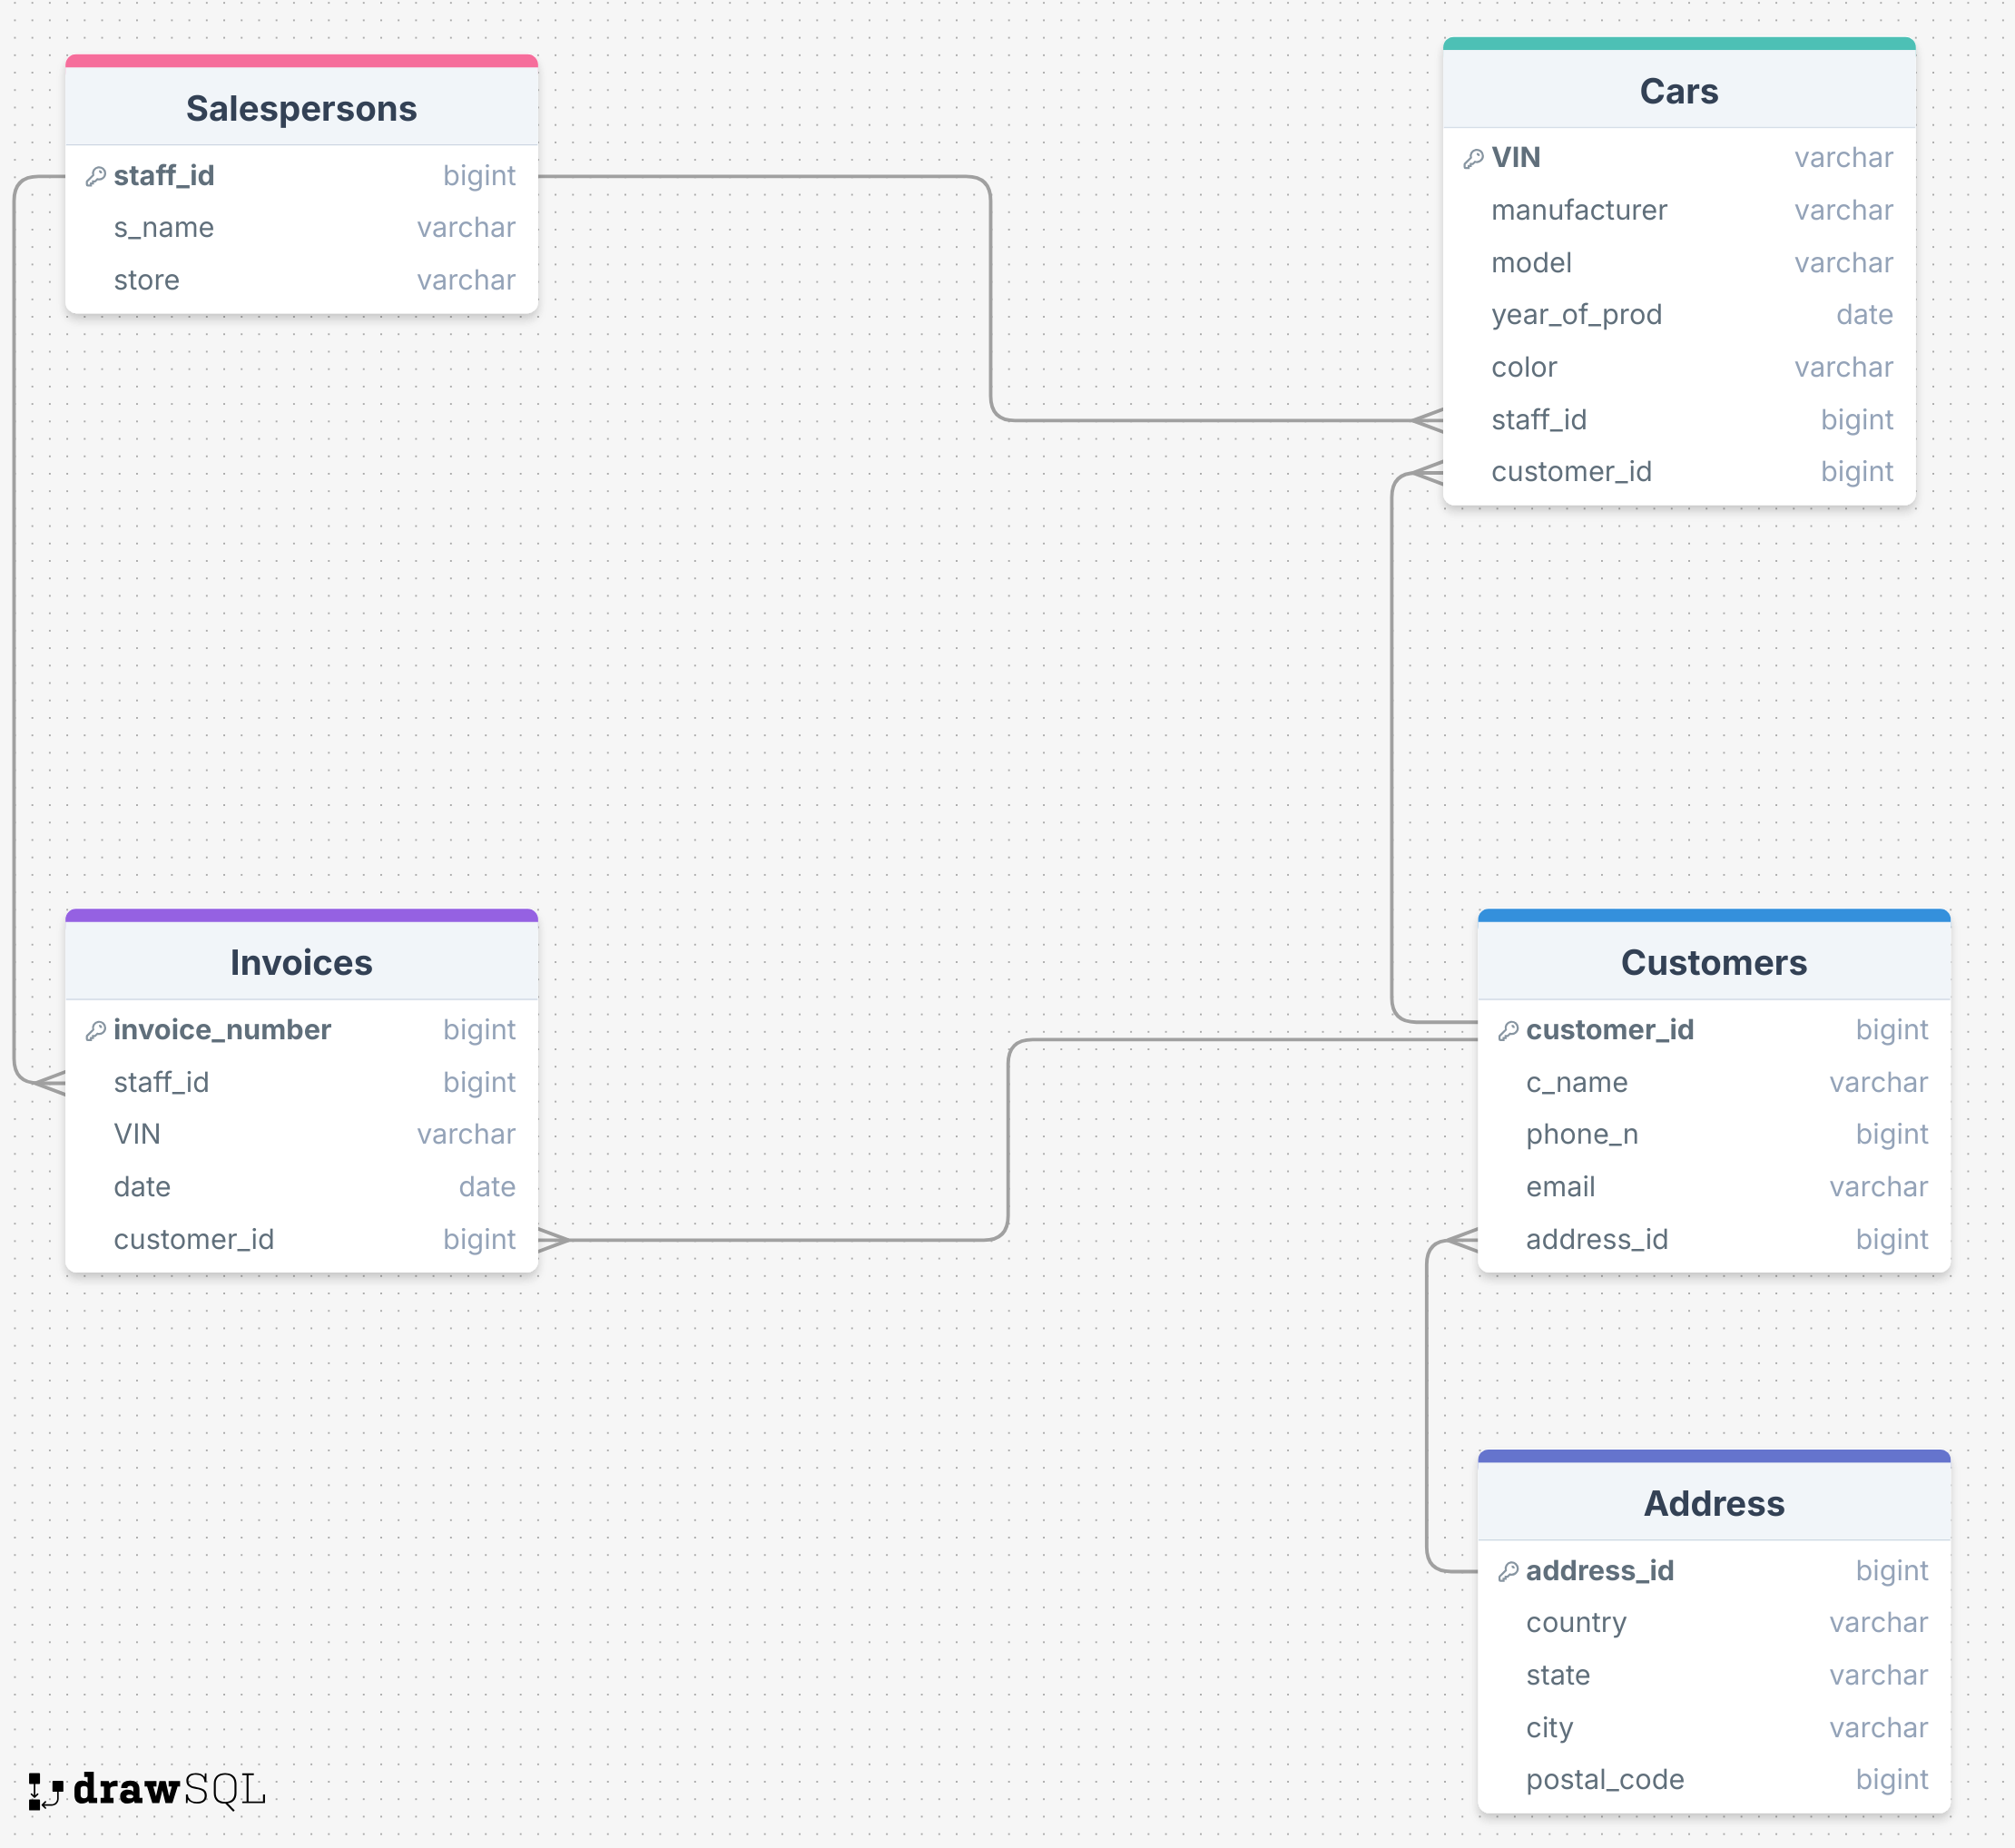 Salespersons
staff_id bigint
s_name varchar
store varchar
Cars
VIN varchar
manufacturer varchar
model varchar
year_of_prod date
color varchar
staff_id bigint
customer_id bigint
Invoices
invoice_number bigint
staff_id bigint
VIN varchar
date date
customer_id bigint
Customers
customer_id bigint
c_name varchar
phone_n bigint
email varchar
address_id bigint
Address
address_id bigint
country varchar
state varchar
city varchar
postal_code bigint
drawSQL